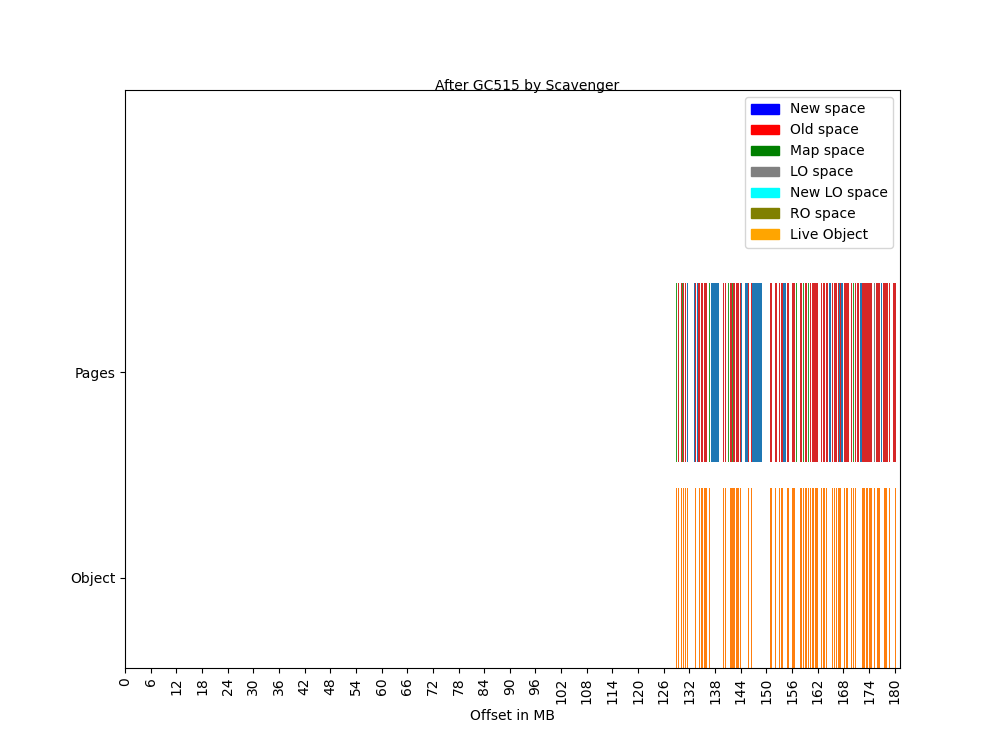 After GC515 by Scavenger
New space
Old space
Map space
LO space
New LO space
RO space
Live Object
Pages
Object
0 6 12 18 24 30 36 42 48 54 60 66 72 78 84 90 96 102 108 114 120 126 132 138 144 150 156 162 168 174 180
Offset in MB